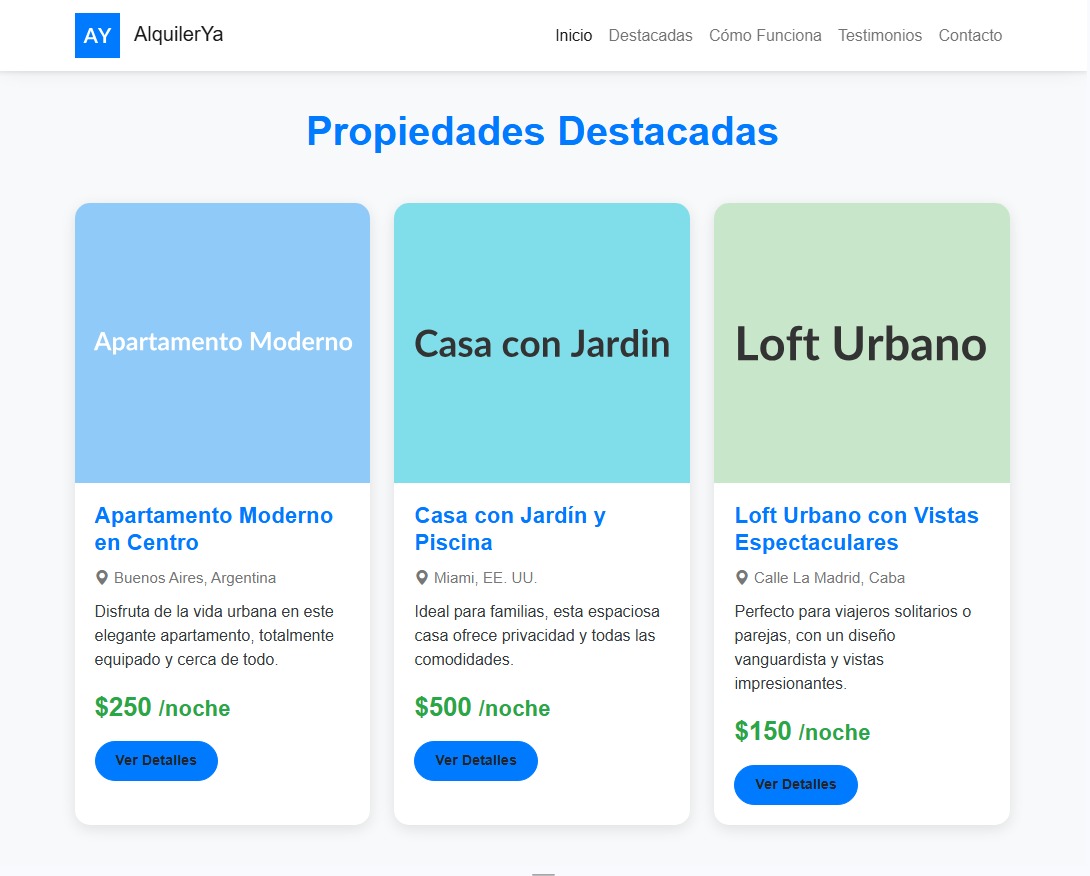 AY AlquilerYa
Inicio Destacadas Cómo Funciona Testimonios Contacto
Propiedades Destacadas
Apartamento Moderno
Apartamento Moderno
en Centro
Buenos Aires, Argentina
Disfruta de la vida urbana en este
elegante apartamento, totalmente
equipado y cerca de todo.
$250 /noche
Ver Detalles
Casa con Jardin
Casa con Jardín y
Piscina
Miami, EE. UU.
Ideal para familias, esta espaciosa
casa ofrece privacidad y todas las
comodidades.
$500 /noche
Ver Detalles
Loft Urbano
Loft Urbano con Vistas
Espectaculares
Calle La Madrid, Caba
Perfecto para viajeros solitarios o
parejas, con un diseño
vanguardista y vistas
impresionantes.
$150 /noche
Ver Detalles